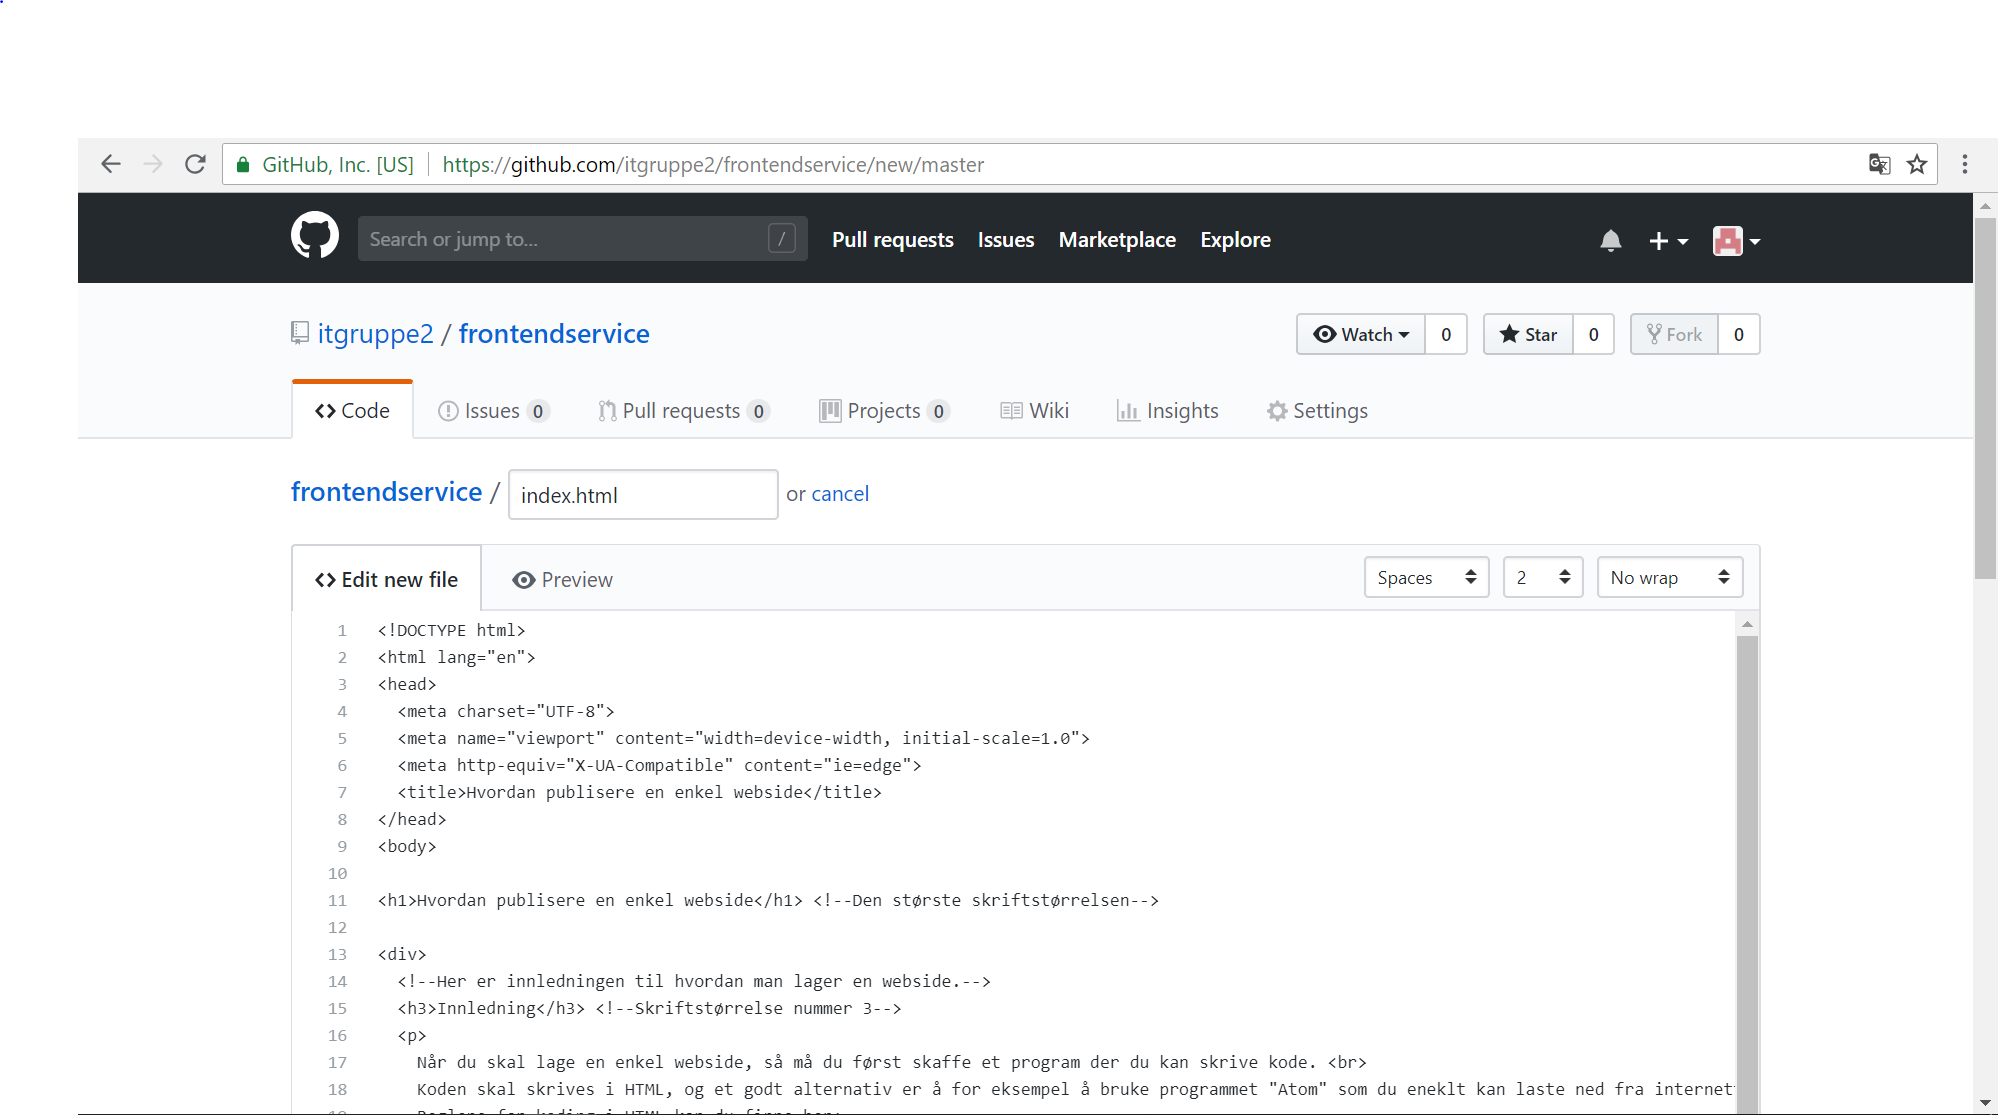 GitHub, Inc. [US] https://github.com/itgruppe2/frontendservice/new/master
Search or jump to... / Pull requests Issues Marketplace Explore
itgruppe2 / frontendservice Watch 0 Star 0 Fork 0
Code Issues 0 Pull requests 0 Projects 0 Wiki Insights Settings
frontendservice / index.html or cancel
Edit new file Preview Spaces 2 No wrap
1 <!DOCTYPE html>
2 <html lang="en">
3 <head>
4 <meta charset="UTF-8">
5 <meta name="viewport" content="width=device-width, initial-scale=1.0">
6 <meta http-equiv="X-UA-Compatible" content="ie=edge">
7 <title>Hvordan publisere en enkel webside</title>
8 </head>
9 <body>
10
11 <h1>Hvordan publisere en enkel webside</h1> <!--Den største skriftstørrelsen-->
12
13 <div>
14 <!--Her er innledningen til hvordan man lager en webside.-->
15 <h3>Innledning</h3> <!--Skriftstørrelse nummer 3-->
16 <p>
17 Når du skal lage en enkel webside, så må du først skaffe et program der du kan skrive kode. <br>
18 Koden skal skrives i HTML, og et godt alternativ er å for eksempel å bruke programmet "Atom" som du eneklt kan laste ned fra internet